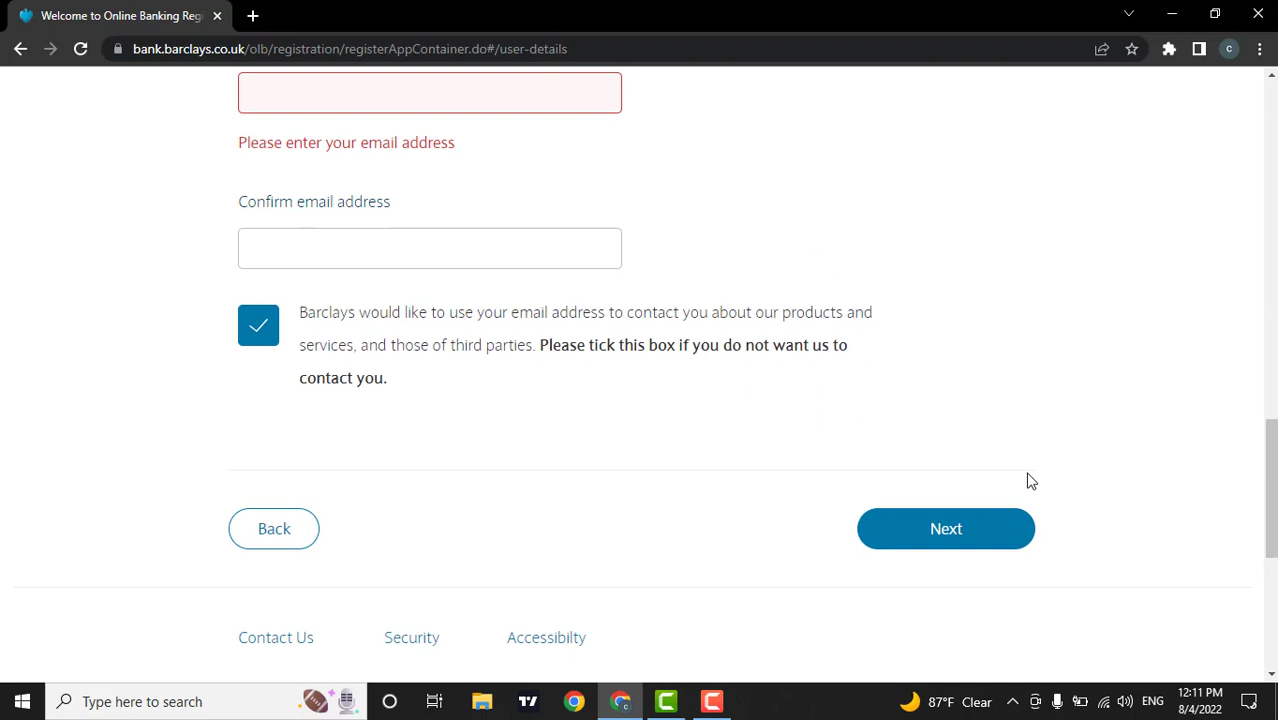 Welcome to Online Banking Regi
bank.barclays.co.uk/olb/registration/registerAppContainer.do#/user-details
c
Please enter your email address
Confirm email address
Barclays would like to use your email address to contact you about our products and
services, and those of third parties. Please tick this box if you do not want us to
contact you.
Back
Next
Contact Us
Security
Accessibilty
Type here to search
87°F Clear
ENG
12:11 PM
8/4/2022